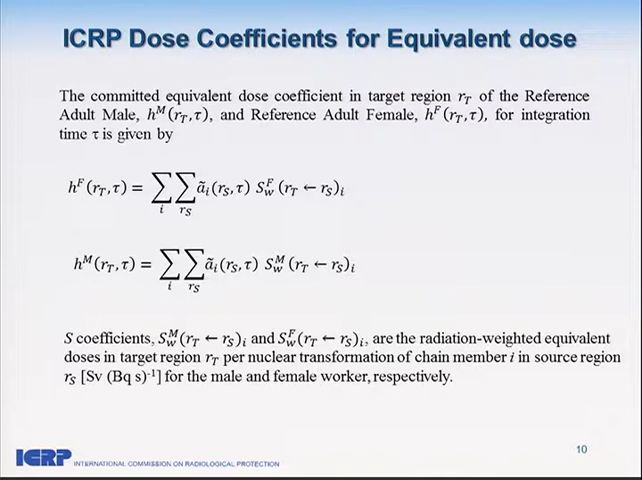 ICRP Dose Coefficients for Equivalent dose
The committed equivalent dose coefficient in target region r_T of the Reference
Adult Male, h^M(r_T,τ), and Reference Adult Female, h^F(r_T,τ), for integration
time τ is given by
h^F(r_T,τ) = ∑_i ∑_{r_S} ã_i(r_S,τ) S_w^F(r_T ← r_S)_i
h^M(r_T,τ) = ∑_i ∑_{r_S} ã_i(r_S,τ) S_w^M(r_T ← r_S)_i
S coefficients, S_w^M(r_T ← r_S)_i and S_w^F(r_T ← r_S)_i, are the radiation-weighted equivalent
doses in target region r_T per nuclear transformation of chain member i in source region
r_S [Sv (Bq s)^-1] for the male and female worker, respectively.
10
ICRP INTERNATIONAL COMMISSION ON RADIOLOGICAL PROTECTION